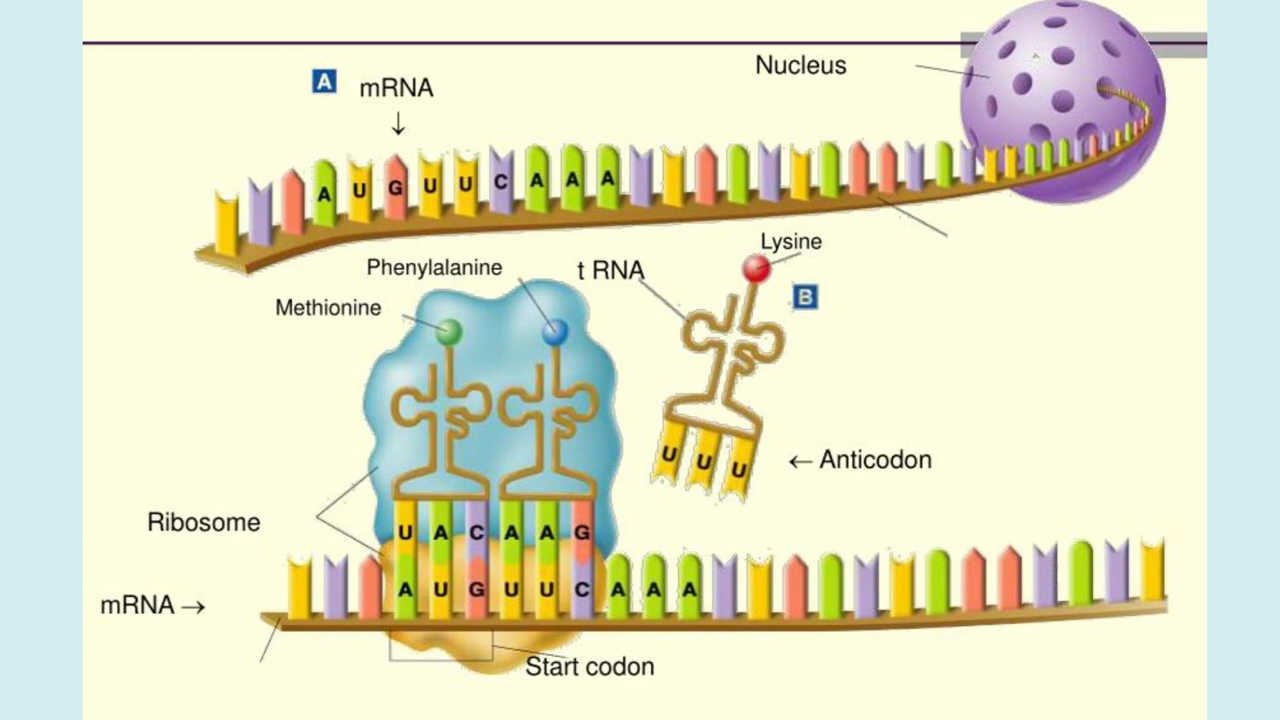 Nucleus
A
mRNA
↓
A U G U U C A A A
Lysine
Phenylalanine
t RNA
B
Methionine
U U U
← Anticodon
Ribosome
U A C A A G
A U G U U C A A A
mRNA →
Start codon